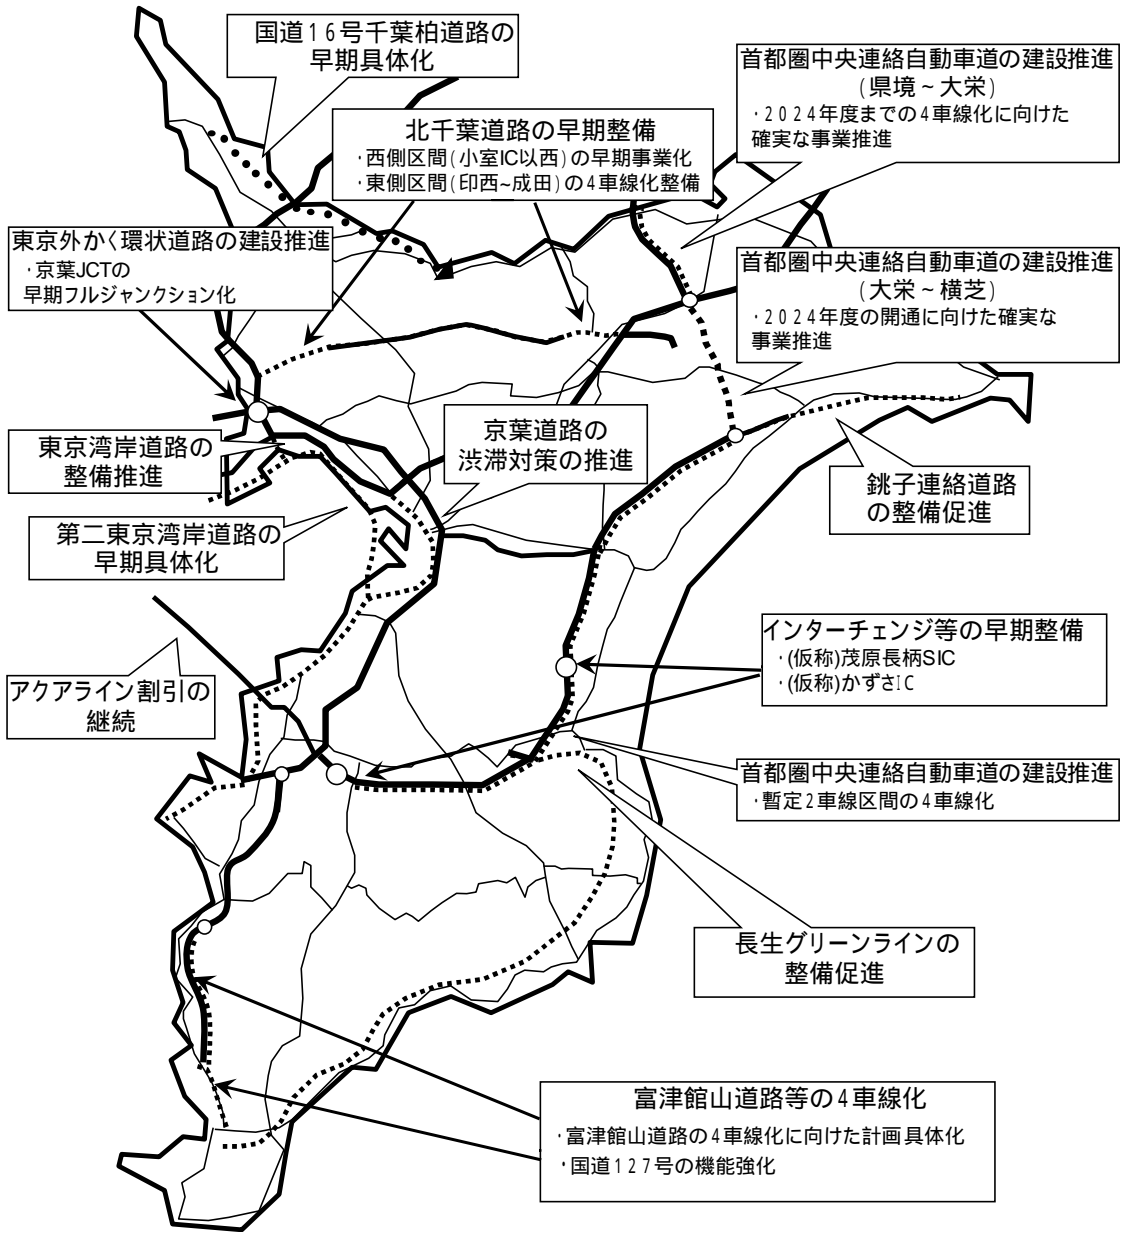 国道16号千葉柏道路の
早期具体化
首都圏中央連絡自動車道の建設推進
(県境~大栄)
・2024年度までの4車線化に向けた
確実な事業推進
北千葉道路の早期整備
・西側区間(小室IC以西)の早期事業化
・東側区間(印西~成田)の4車線化整備
東京外かく環状道路の建設推進
・京葉JCTの
早期フルジャンクション化
首都圏中央連絡自動車道の建設推進
(大栄~横芝)
・2024年度の開通に向けた確実な
事業推進
東京湾岸道路の
整備推進
京葉道路の
渋滞対策の推進
銚子連絡道路
の整備促進
第二東京湾岸道路の
早期具体化
インターチェンジ等の早期整備
・(仮称)茂原長柄SIC
・(仮称)かずさIC
アクアライン割引の
継続
首都圏中央連絡自動車道の建設推進
・暫定2車線区間の4車線化
長生グリーンラインの
整備促進
富津館山道路等の4車線化
・富津館山道路の4車線化に向けた計画具体化
・国道127号の機能強化